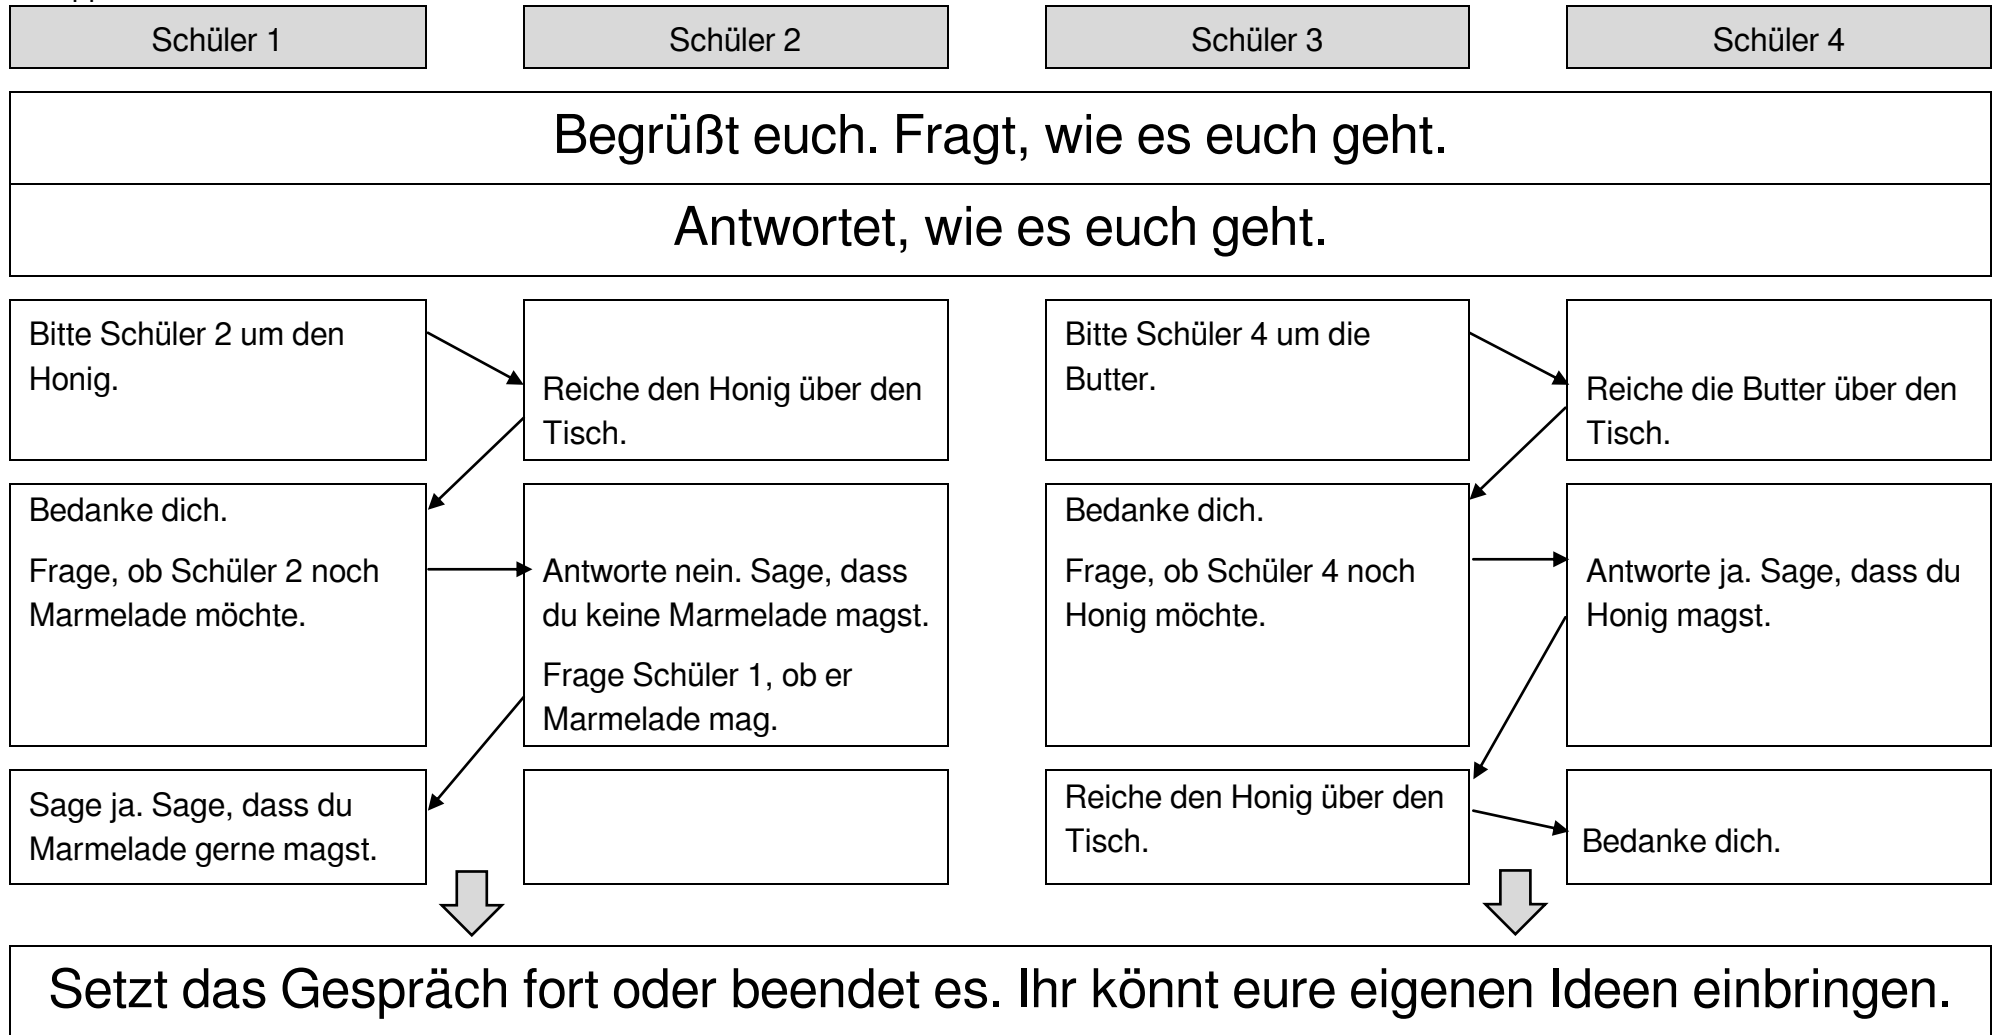 Schüler 1
Schüler 2
Schüler 3
Schüler 4
Begrüßt euch. Fragt, wie es euch geht.
Antwortet, wie es euch geht.
Bitte Schüler 2 um den
Honig.
Reiche den Honig über den
Tisch.
Bitte Schüler 4 um die
Butter.
Reiche die Butter über den
Tisch.
Bedanke dich.
Frage, ob Schüler 2 noch
Marmelade möchte.
Antworte nein. Sage, dass
du keine Marmelade magst.
Frage Schüler 1, ob er
Marmelade mag.
Bedanke dich.
Frage, ob Schüler 4 noch
Honig möchte.
Antworte ja. Sage, dass du
Honig magst.
Sage ja. Sage, dass du
Marmelade gerne magst.
Reiche den Honig über den
Tisch.
Bedanke dich.
Setzt das Gespräch fort oder beendet es. Ihr könnt eure eigenen Ideen einbringen.